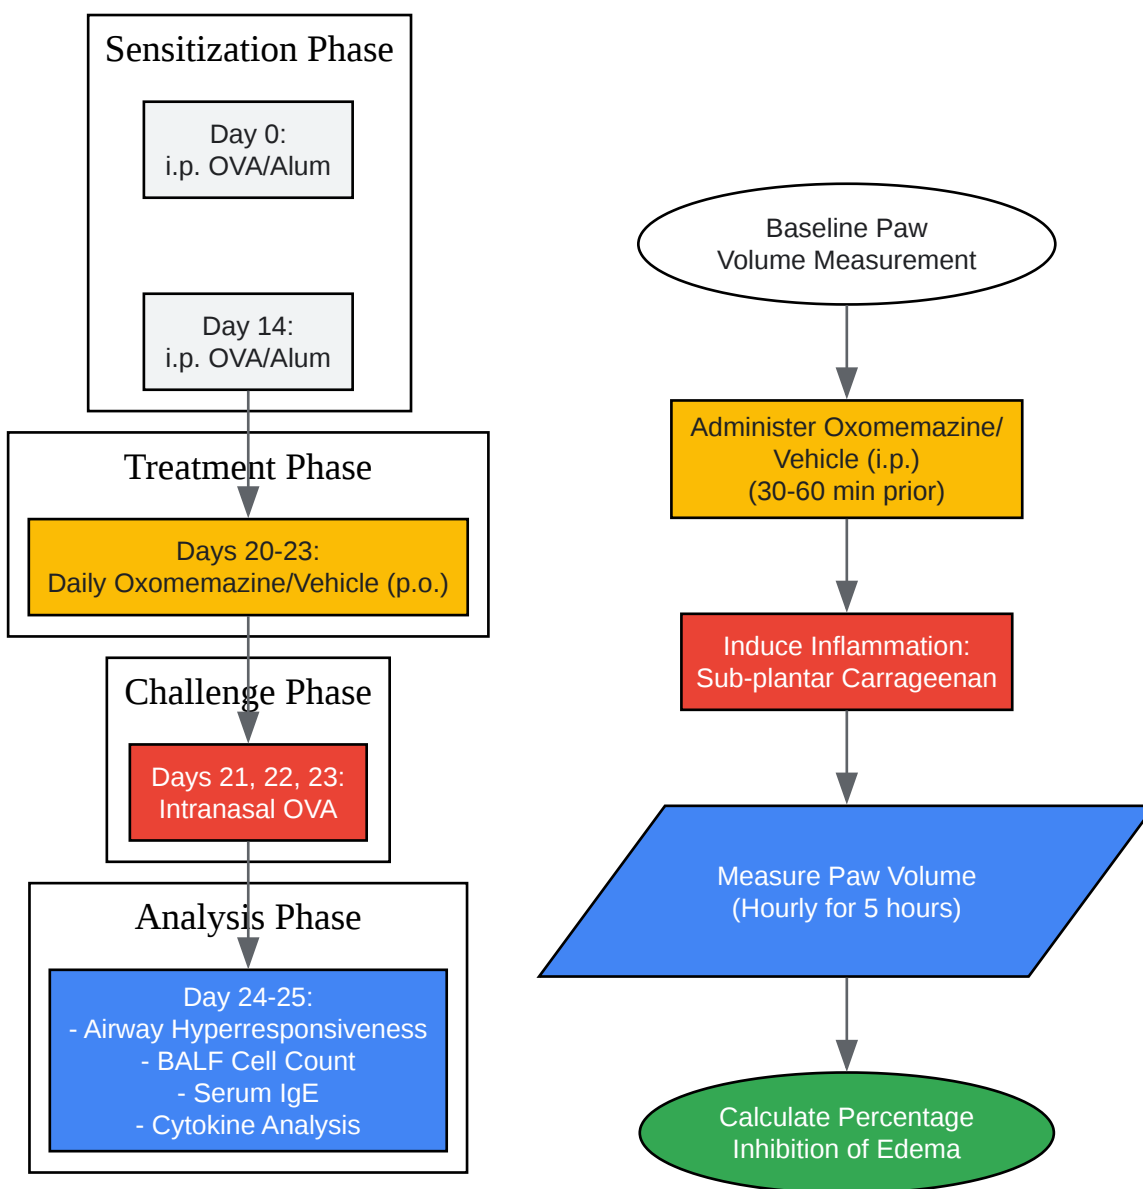 Sensitization Phase
Day 0:
i.p. OVA/Alum
Day 14:
i.p. OVA/Alum
Treatment Phase
Days 20-23:
Daily Oxomemazine/Vehicle (p.o.)
Challenge Phase
Days 21, 22, 23:
Intranasal OVA
Analysis Phase
Day 24-25:
- Airway Hyperresponsiveness
- BALF Cell Count
- Serum IgE
- Cytokine Analysis
Baseline Paw
Volume Measurement
Administer Oxomemazine/
Vehicle (i.p.)
(30-60 min prior)
Induce Inflammation:
Sub-plantar Carrageenan
Measure Paw Volume
(Hourly for 5 hours)
Calculate Percentage
Inhibition of Edema